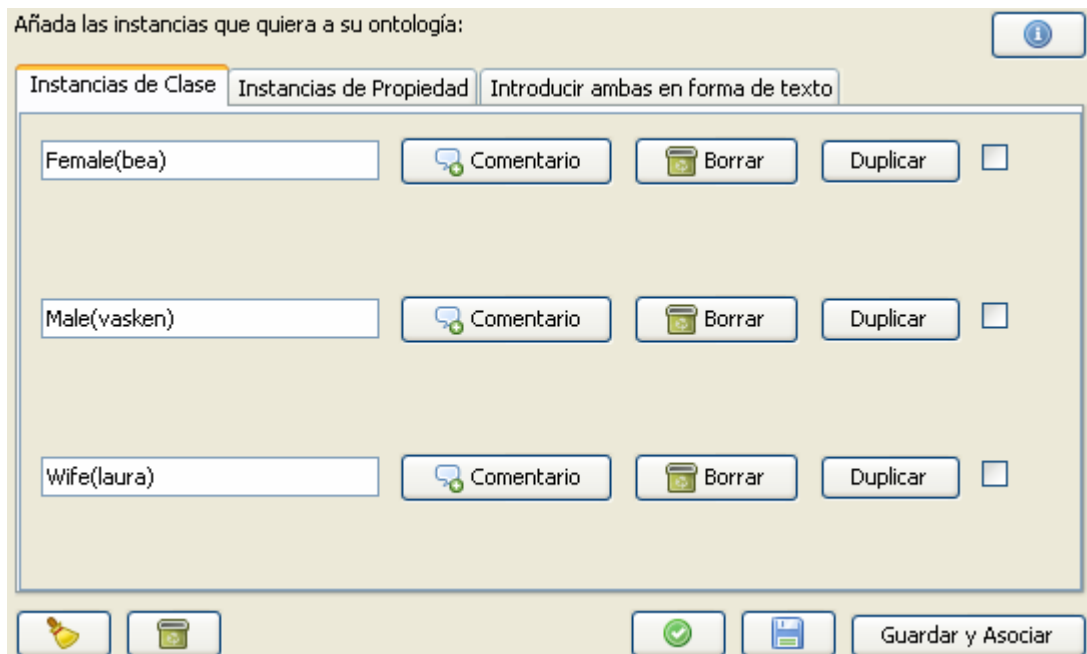 Añada las instancias que quiera a su ontología:
Instancias de Clase Instancias de Propiedad Introducir ambas en forma de texto
Female(bea) Comentario Borrar Duplicar
Male(vasken) Comentario Borrar Duplicar
Wife(laura) Comentario Borrar Duplicar
Guardar y Asociar